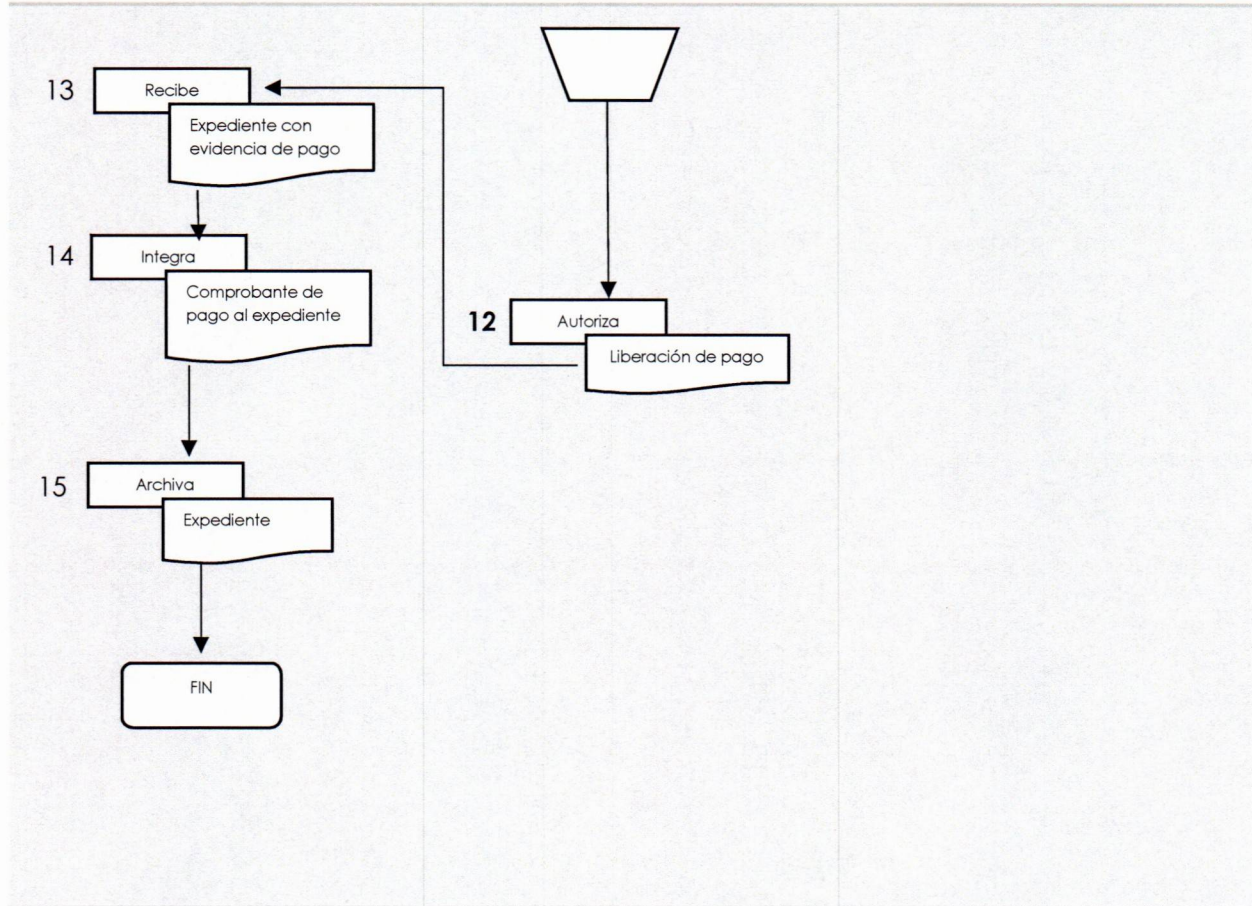 13
Recibe
Expediente con
evidencia de pago
14
Integra
Comprobante de
pago al expediente
12
Autoriza
Liberación de pago
15
Archiva
Expediente
FIN